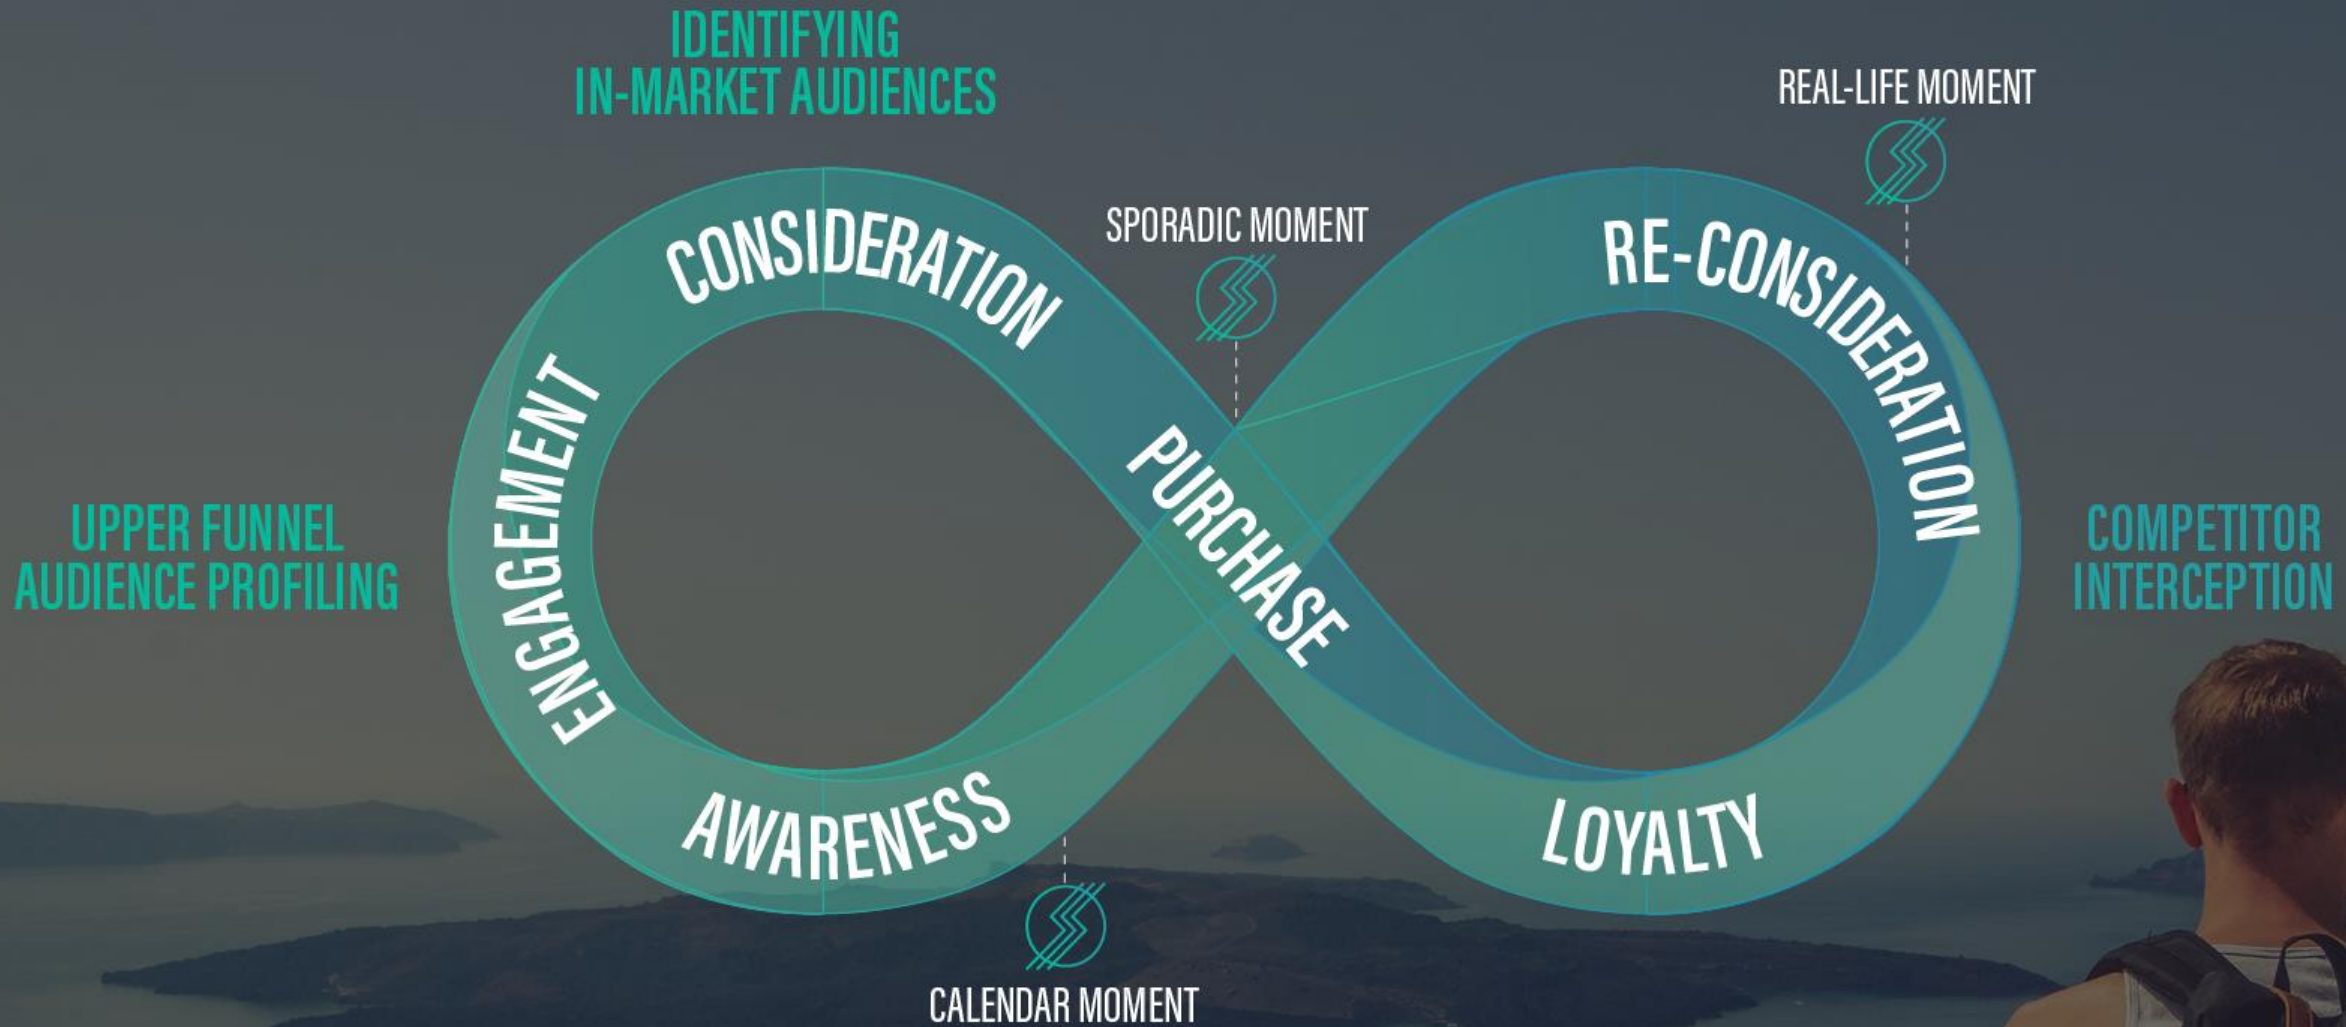 IDENTIFYING
IN-MARKET AUDIENCES
REAL-LIFE MOMENT
SPORADIC MOMENT
CONSIDERATION
RE-CONSIDERATION
ENGAGEMENT
PURCHASE
UPPER FUNNEL
AUDIENCE PROFILING
COMPETITOR
INTERCEPTION
AWARENESS
LOYALTY
CALENDAR MOMENT